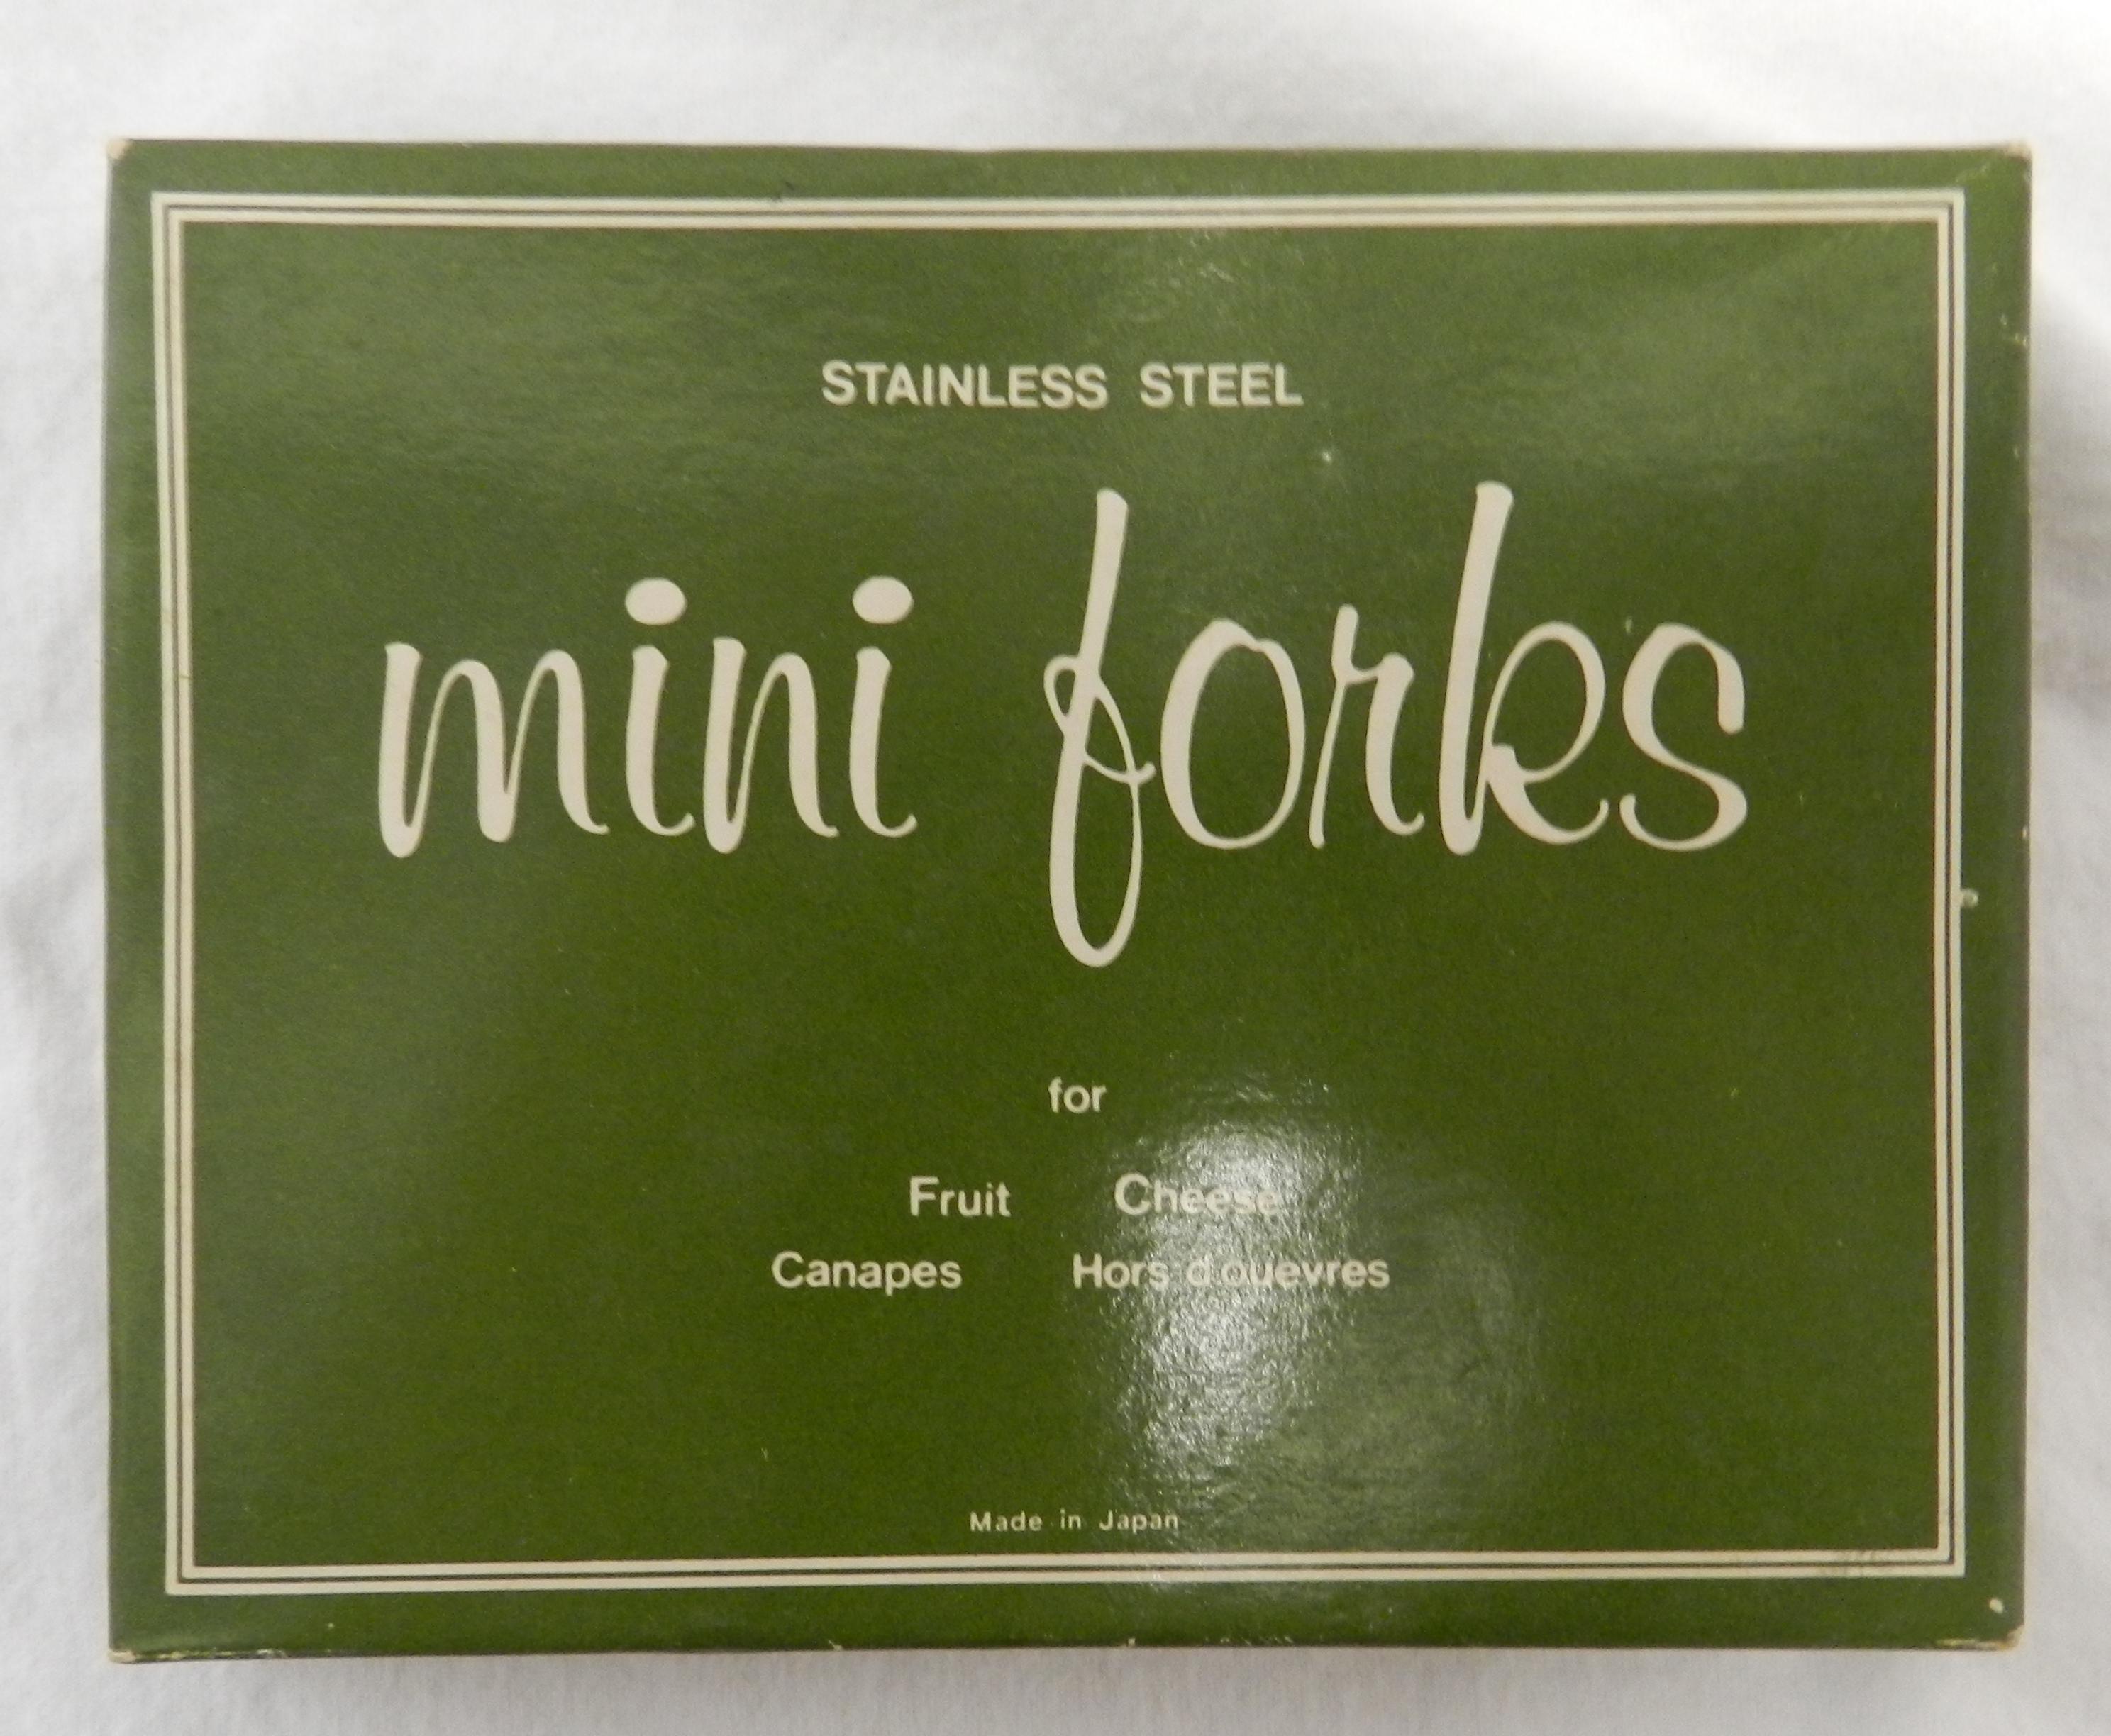 STAINLESS STEEL
mini forks
for
Fruit Cheese
Canapes Hors d'ouevres
Made in Japan